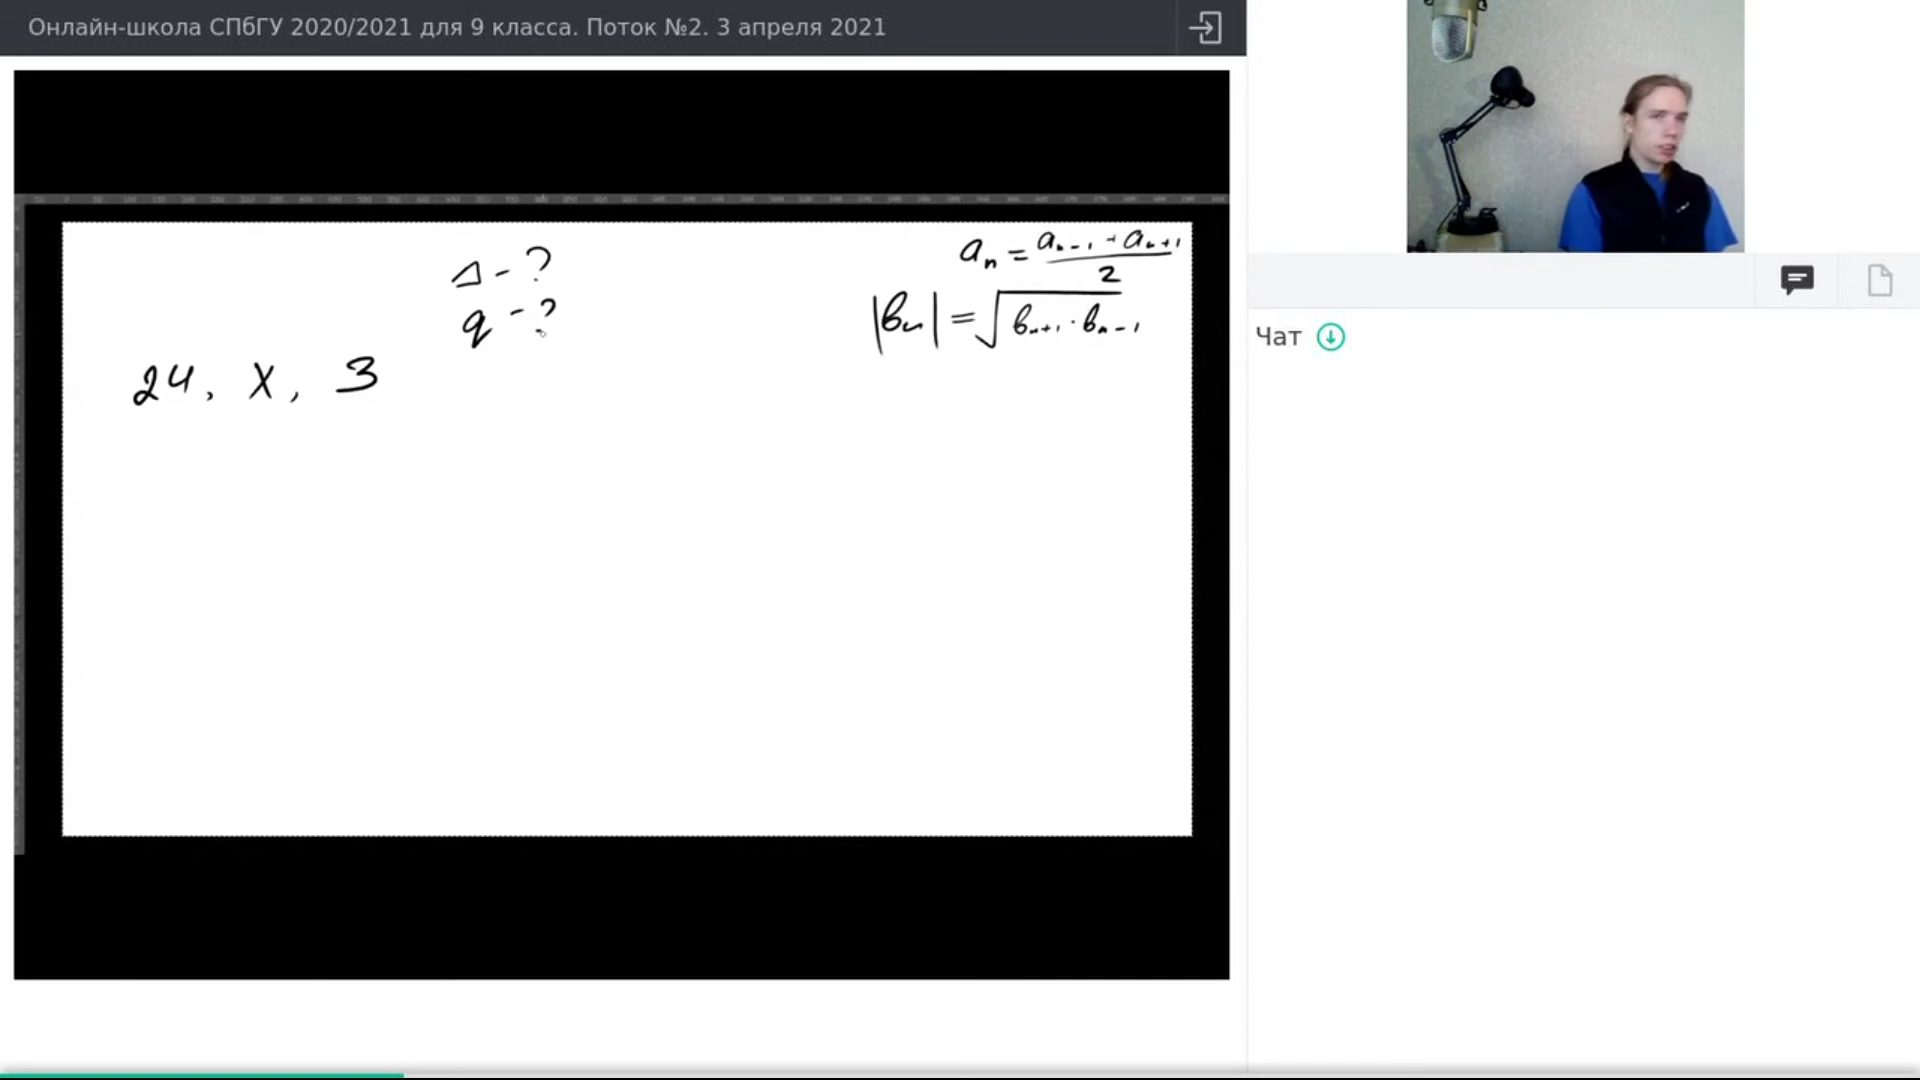 Онлайн-школа СПбГУ 2020/2021 для 9 класса. Поток №2. 3 апреля 2021
Δ - ?
q - ?
24, x, 3
aₙ = (aₙ₋₁ + aₙ₊₁) / 2
|bₙ| = √(bₙ₊₁ · bₙ₋₁)
Чат